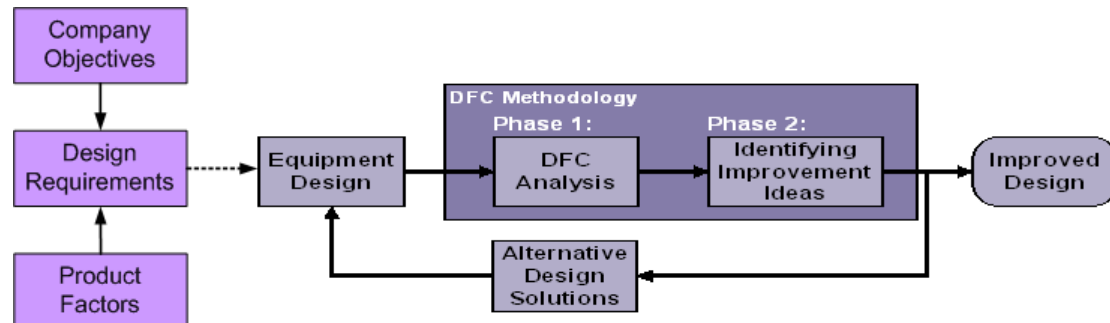 Company
Objectives
Design
Requirements
Product
Factors
Equipment
Design
DFC Methodology
Phase 1:
DFC
Analysis
Phase 2:
Identifying
Improvement
Ideas
Improved
Design
Alternative
Design
Solutions